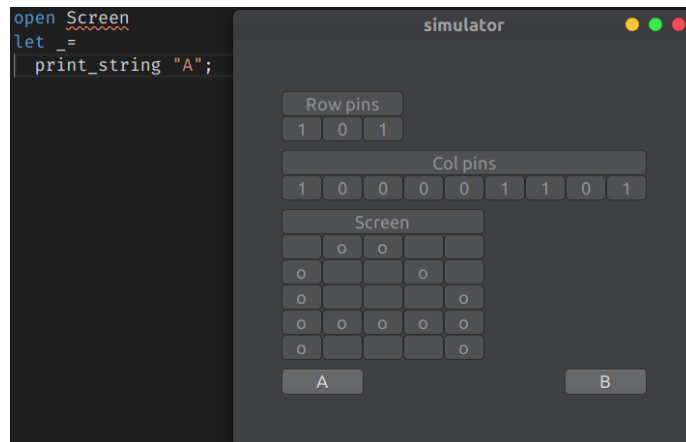 open Screen
let _=
print_string "A";
simulator
Row pins
1 0 1
Col pins
1 0 0 0 0 1 1 0 1
Screen
o o
o o
o o
o o o o o
o o
A B